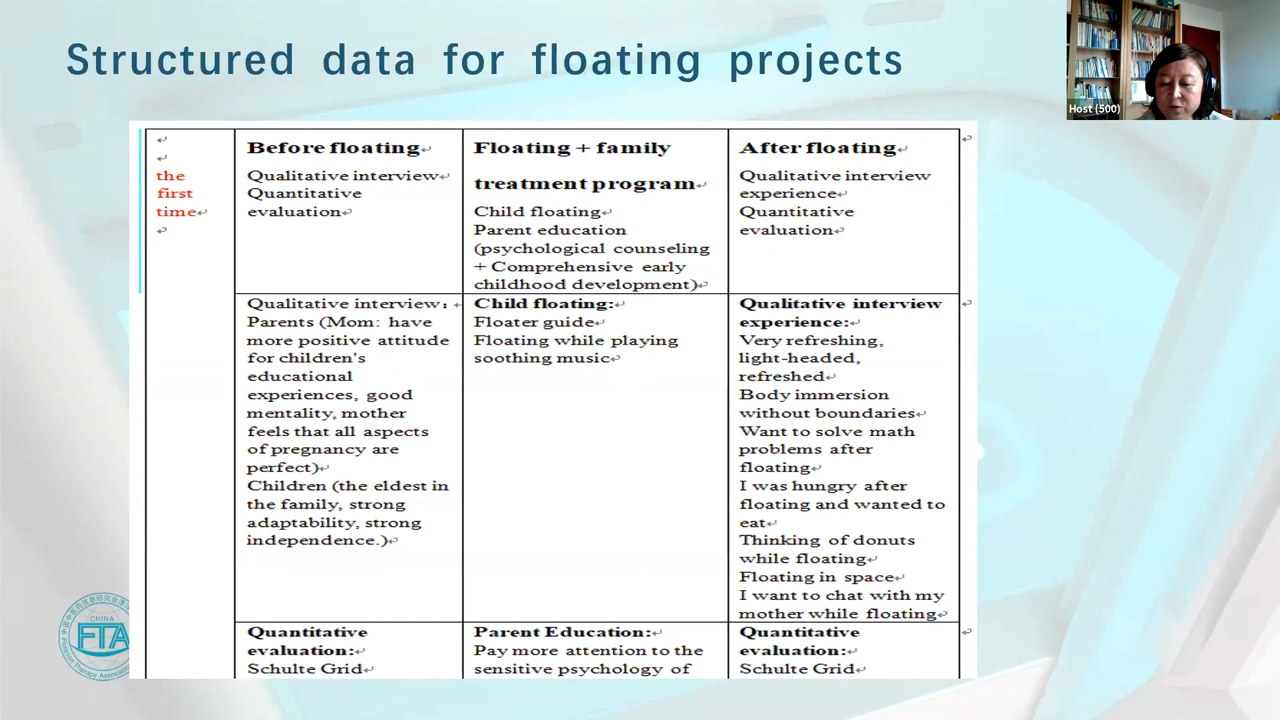 Structured data for floating projects
Host (500)
the
first
time
Before floating
Qualitative interview
Quantitative
evaluation
Floating + family
treatment program
Child floating
Parent education
(psychological counseling
+ Comprehensive early
childhood development)
After floating
Qualitative interview
experience
Quantitative
evaluation
Qualitative interview:
Parents (Mom: have
more positive attitude
for children's
educational
experiences, good
mentality, mother
feels that all aspects
of pregnancy are
perfect)
Children (the eldest in
the family, strong
adaptability, strong
independence.)
Child floating:
Floater guide
Floating while playing
soothing music
Qualitative interview
experience:
Very refreshing,
light-headed,
refreshed
Body immersion
without boundaries
Want to solve math
problems after
floating
I was hungry after
floating and wanted to
eat
Thinking of donuts
while floating
Floating in space
I want to chat with my
mother while floating
Quantitative
evaluation:
Schulte Grid
Parent Education:
Pay more attention to the
sensitive psychology of
Quantitative
evaluation:
Schulte Grid
CHINA
FTA